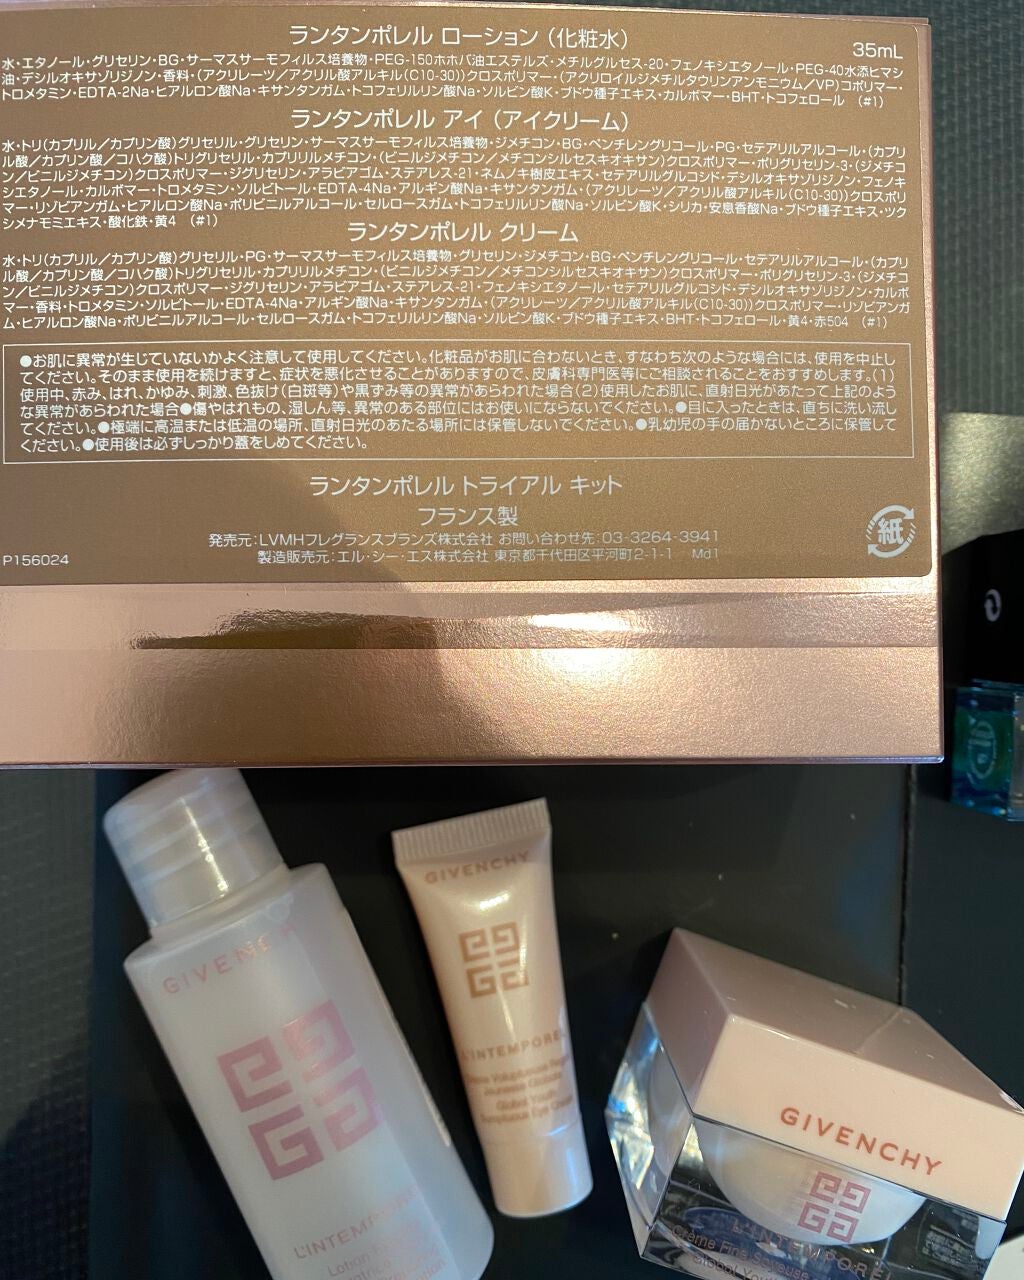 ランタンポレル ローション (化粧水)
35mL
水・エタノール・グリセリン・BG・サーマスサーモフィルス培養物・PEG-150ホホバ油エステルズ・メチルグルセス-20・フェノキシエタノール・PEG-40水添ヒマシ
油・デシルオキサゾリジノン・香料・(アクリレーツ/アクリル酸アルキル(C10-30))クロスポリマー・(アクリロイルジメチルタウリンアンモニウム/VP)コポリマー・
トロメタミン・EDTA-2Na・ヒアルロン酸Na・キサンタンガム・トコフェリルリン酸Na・ソルビン酸K・ブドウ種子エキス・カルボマー・BHT・トコフェロール (#1)
ランタンポレル アイ (アイクリーム)
水・トリ(カプリル/カプリン酸)グリセリル・グリセリン・サーマスサーモフィルス培養物・ジメチコン・BG・ペンチレングリコール・PG・セテアリルアルコール・(カプリ
ル酸/カプリン酸/コハク酸)トリグリセリル・カプリリルメチコン・(ビニルジメチコン/メチコンシルセスキオキサン)クロスポリマー・ポリグリセリン-3・(ジメチコ
ン/ビニルジメチコン)クロスポリマー・ジグリセリン・アラビアゴム・ステアレス-21・ネムノキ樹皮エキス・セテアリルグルコシド・デシルオキサゾリジノン・フェノキ
シエタノール・カルボマー・トロメタミン・ソルビトール・EDTA-4Na・アルギン酸Na・キサンタンガム・(アクリレーツ/アクリル酸アルキル(C10-30))クロスポリ
マー・リゾビアンガム・ヒアルロン酸Na・ポリビニルアルコール・セルロースガム・トコフェリルリン酸Na・ソルビン酸K・シリカ・安息香酸Na・ブドウ種子エキス・ツク
シメナモミエキス・酸化鉄・黄4 (#1)
ランタンポレル クリーム
水・トリ(カプリル/カプリン酸)グリセリル・PG・サーマスサーモフィルス培養物・グリセリン・ジメチコン・BG・ペンチレングリコール・セテアリルアルコール・(カプリ
ル酸/カプリン酸/コハク酸)トリグリセリル・カプリリルメチコン・(ビニルジメチコン/メチコンシルセスキオキサン)クロスポリマー・ポリグリセリン-3・(ジメチコ
ン/ビニルジメチコン)クロスポリマー・ジグリセリン・アラビアゴム・ステアレス-21・フェノキシエタノール・セテアリルグルコシド・デシルオキサゾリジノン・カルボ
マー・香料・トロメタミン・ソルビトール・EDTA-4Na・アルギン酸Na・キサンタンガム・(アクリレーツ/アクリル酸アルキル(C10-30))クロスポリマー・リゾビアンガ
ム・ヒアルロン酸Na・ポリビニルアルコール・セルロースガム・トコフェリルリン酸Na・ソルビン酸K・ブドウ種子エキス・BHT・トコフェロール・黄4・赤504 (#1)
●お肌に異常が生じていないかよく注意して使用してください。化粧品がお肌に合わないとき、すなわち次のような場合には、使用を中止し
てください。そのまま使用を続けますと、症状を悪化させることがありますので、皮膚科専門医等にご相談されることをおすすめします。(1)
使用中、赤み、はれ、かゆみ、刺激、色抜け(白斑等)や黒ずみ等の異常があらわれた場合(2)使用したお肌に、直射日光があたって上記のよう
な異常があらわれた場合●傷やはれもの、湿しん等、異常のある部位にはお使いにならないでください。●目に入ったときは、直ちに洗い流し
てください。●極端に高温または低温の場所、直射日光のあたる場所には保管しないでください。●乳幼児の手の届かないところに保管して
ください。●使用後は必ずしっかり蓋をしめてください。
ランタンポレル トライアル キット
フランス製
発売元:LVMHフレグランスブランズ株式会社 お問い合わせ先:03-3264-3941
P156024
製造販売元:エル・シー・エス株式会社 東京都千代田区平河町2-1-1 Md1
紙
GIVENCHY
L'INTEMPOREL
Jeunesse Globale
Global Youth
Eye Cream
GIVENCHY
L'INTEMPOREL
Crème Fine Soyeuse
Global
GIVEN
L'INTEMPO
Lotion